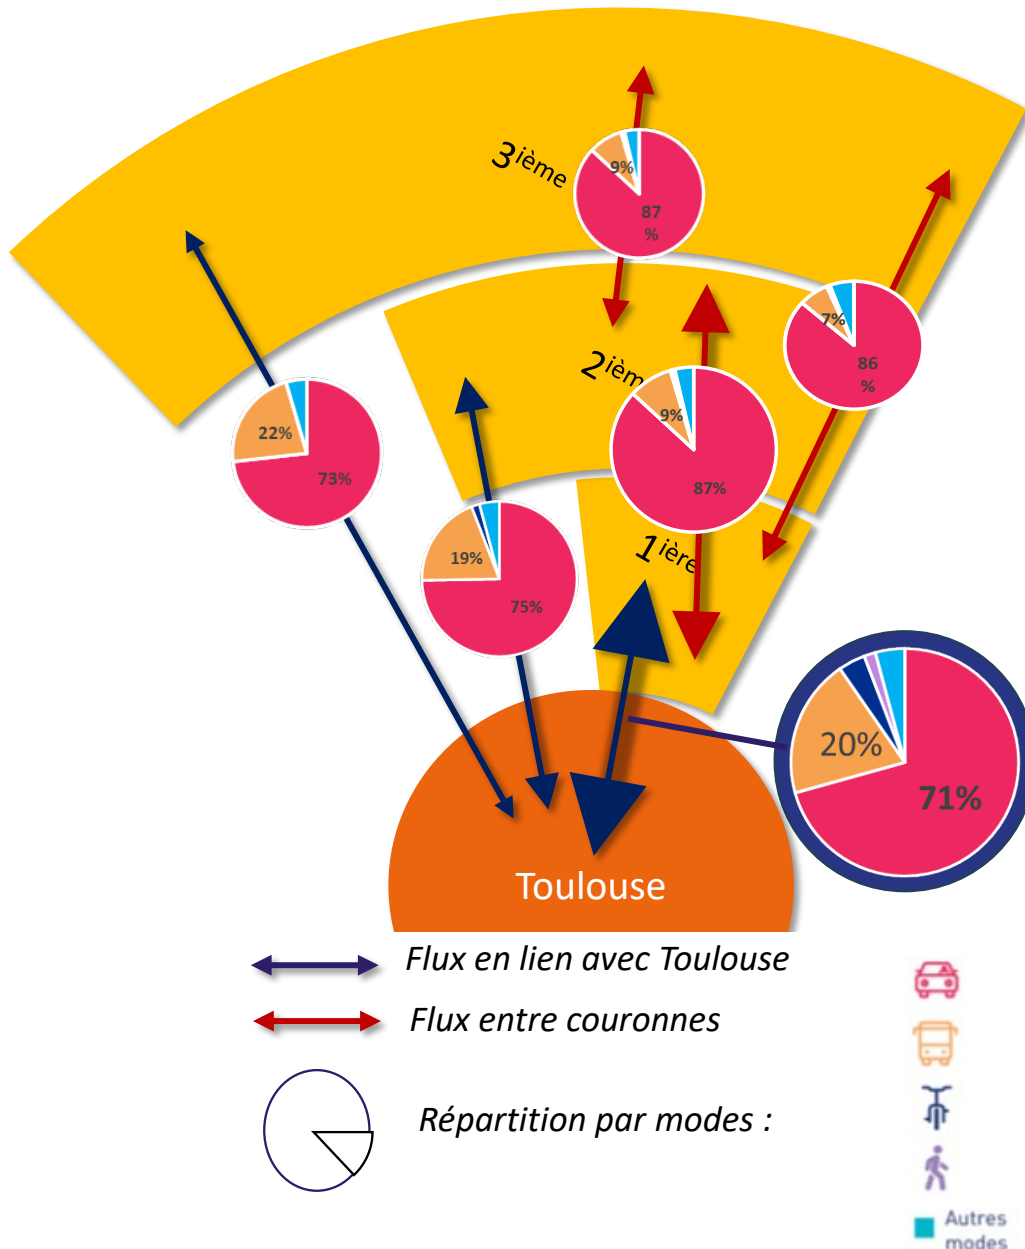 3ième
9%
87
%
7%
86
%
2ièm
9%
87%
22%
73%
1ière
19%
75%
20%
71%
Toulouse
Flux en lien avec Toulouse
Flux entre couronnes
Répartition par modes :
Autres
modes